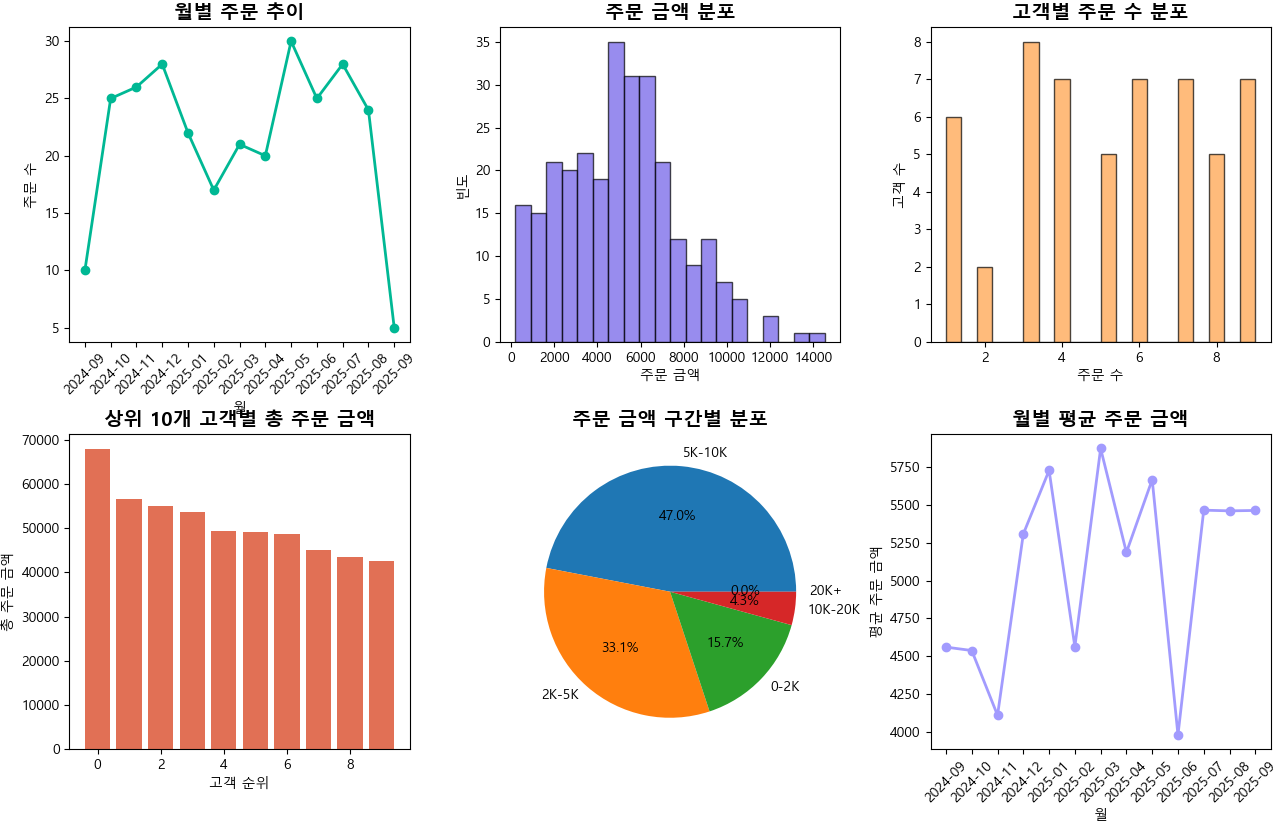 월별 주문 추이
주문 수
30
25
20
15
10
5
2024-09
2024-10
2024-11
2024-12
2025-01
2025-02
2025-03
2025-04
2025-05
2025-06
2025-07
2025-08
2025-09
월
주문 금액 분포
빈도
35
30
25
20
15
10
5
0
0 2000 4000 6000 8000 10000 12000 14000
주문 금액
고객별 주문 수 분포
고객 수
8
7
6
5
4
3
2
1
0
2 4 6 8
주문 수
상위 10개 고객별 총 주문 금액
총 주문 금액
70000
60000
50000
40000
30000
20000
10000
0
0 2 4 6 8
고객 순위
주문 금액 구간별 분포
5K-10K
47.0%
0.0%
20K+
4.3%
10K-20K
33.1%
15.7%
2K-5K
0-2K
월별 평균 주문 금액
평균 주문 금액
5750
5500
5250
5000
4750
4500
4250
4000
2024-09
2024-10
2024-11
2024-12
2025-01
2025-02
2025-03
2025-04
2025-05
2025-06
2025-07
2025-08
2025-09
월